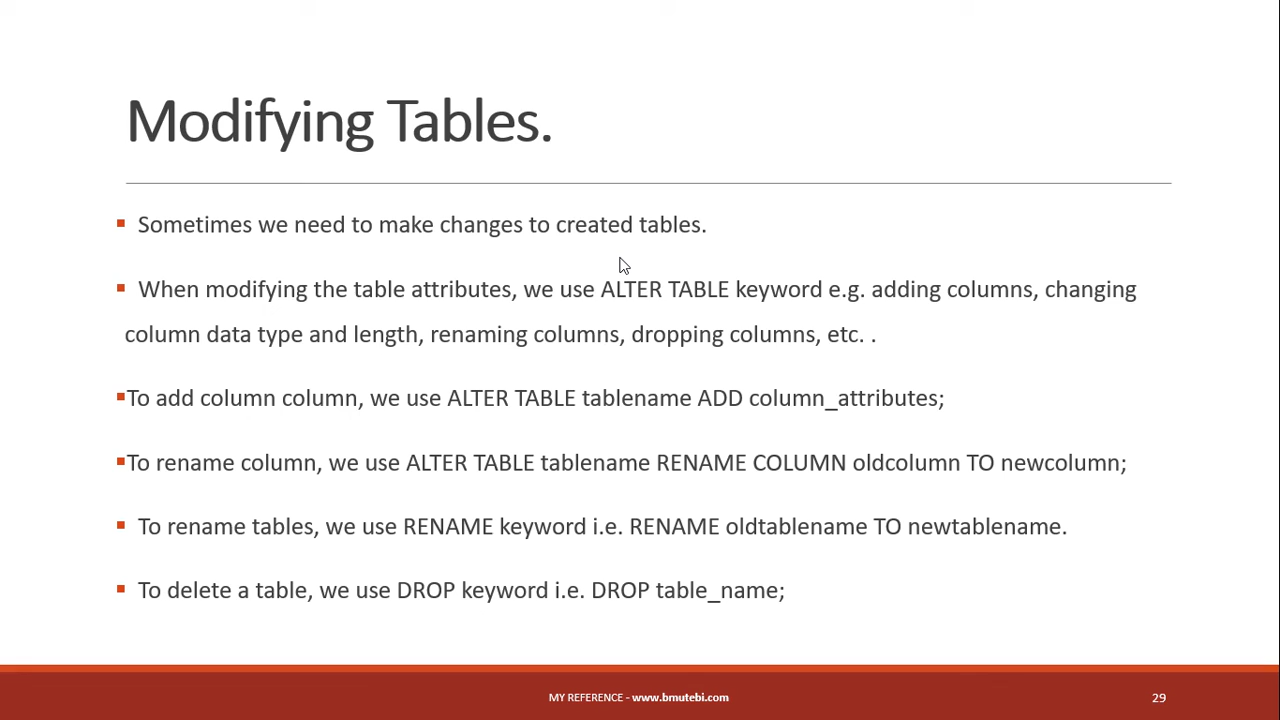 Modifying Tables.
Sometimes we need to make changes to created tables.
When modifying the table attributes, we use ALTER TABLE keyword e.g. adding columns, changing
column data type and length, renaming columns, dropping columns, etc. .
To add column column, we use ALTER TABLE tablename ADD column_attributes;
To rename column, we use ALTER TABLE tablename RENAME COLUMN oldcolumn TO newcolumn;
To rename tables, we use RENAME keyword i.e. RENAME oldtablename TO newtablename.
To delete a table, we use DROP keyword i.e. DROP table_name;
MY REFERENCE - www.bmutebi.com
29